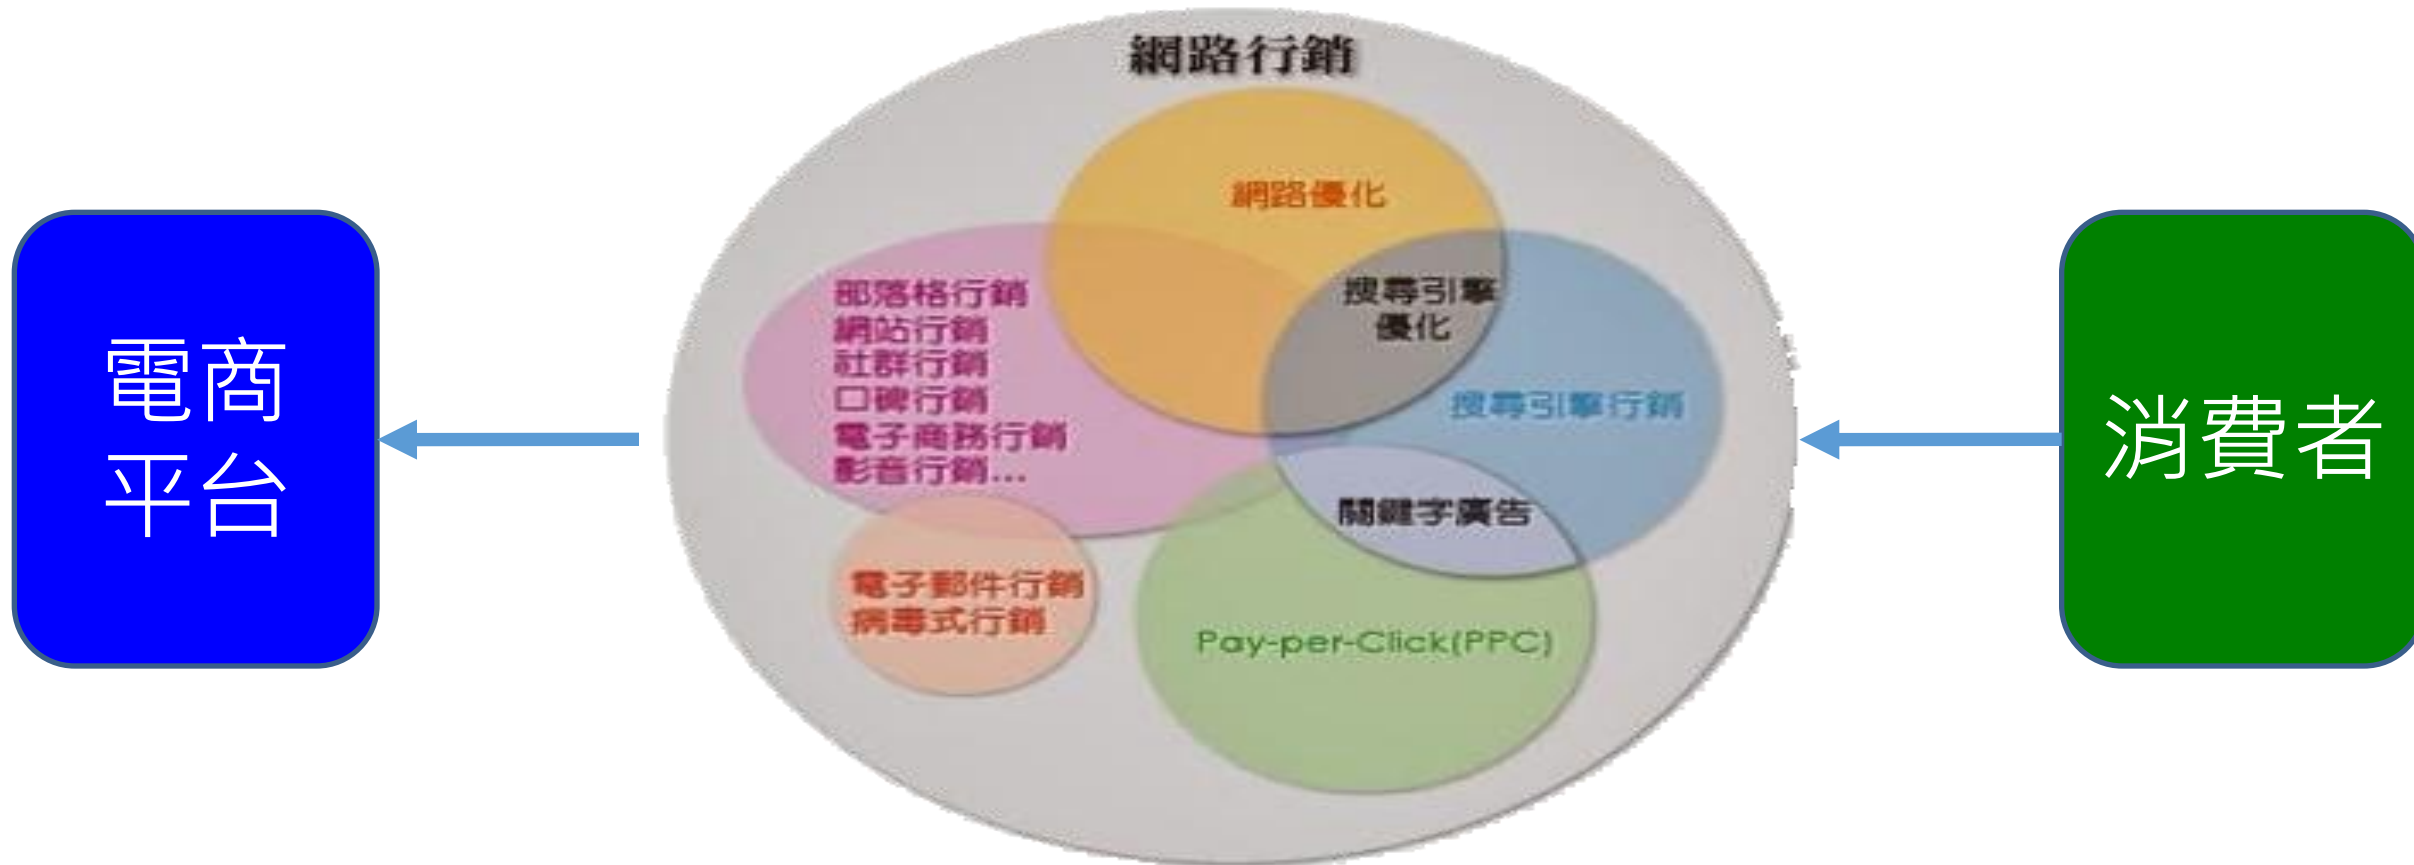 電商
平台
網路行銷
網路優化
部落格行銷
網站行銷
社群行銷
口碑行銷
電子商務行銷
影音行銷...
搜尋引擎
優化
搜尋引擎行銷
關鍵字廣告
電子郵件行銷
病毒式行銷
Pay-per-Click(PPC)
消費者